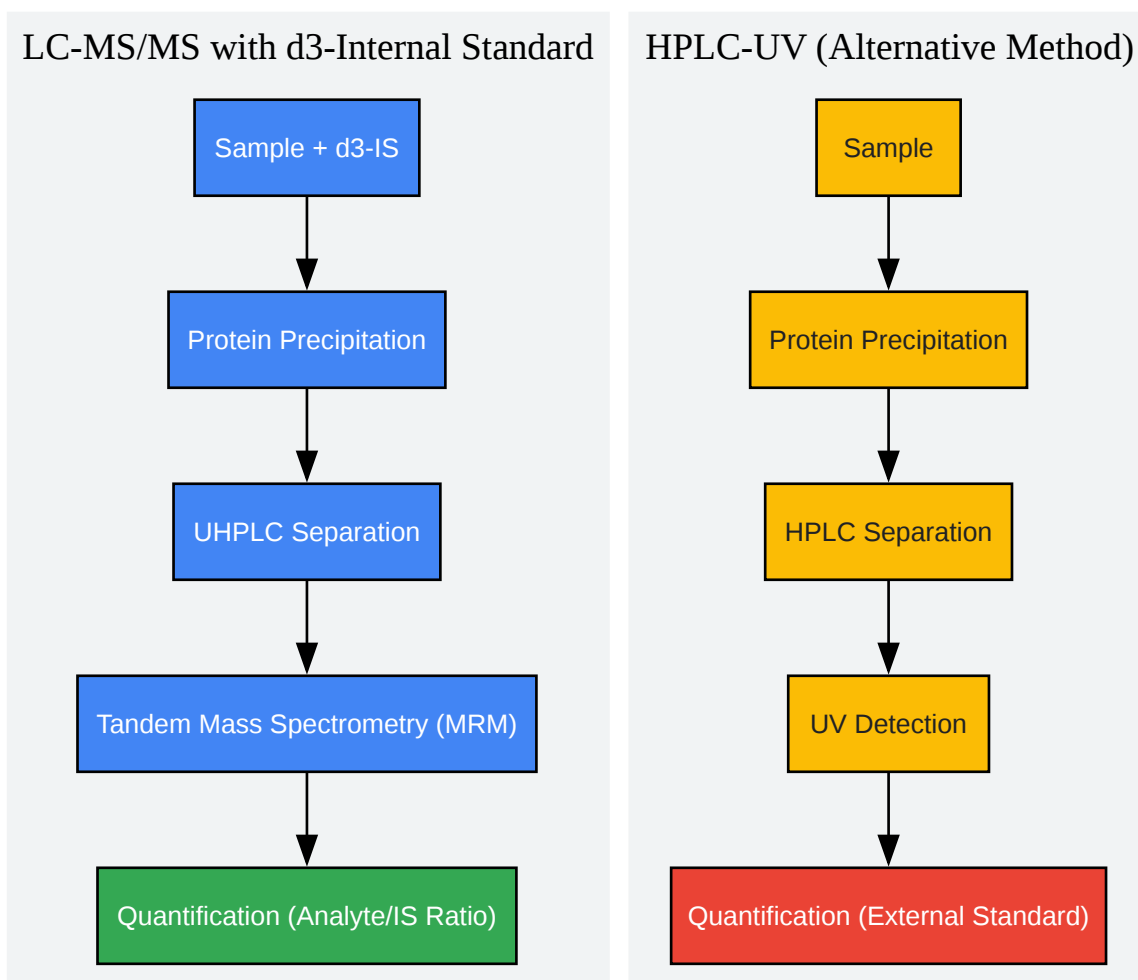 LC-MS/MS with d3-Internal Standard
Sample + d3-IS
Protein Precipitation
UHPLC Separation
Tandem Mass Spectrometry (MRM)
Quantification (Analyte/IS Ratio)
HPLC-UV (Alternative Method)
Sample
Protein Precipitation
HPLC Separation
UV Detection
Quantification (External Standard)